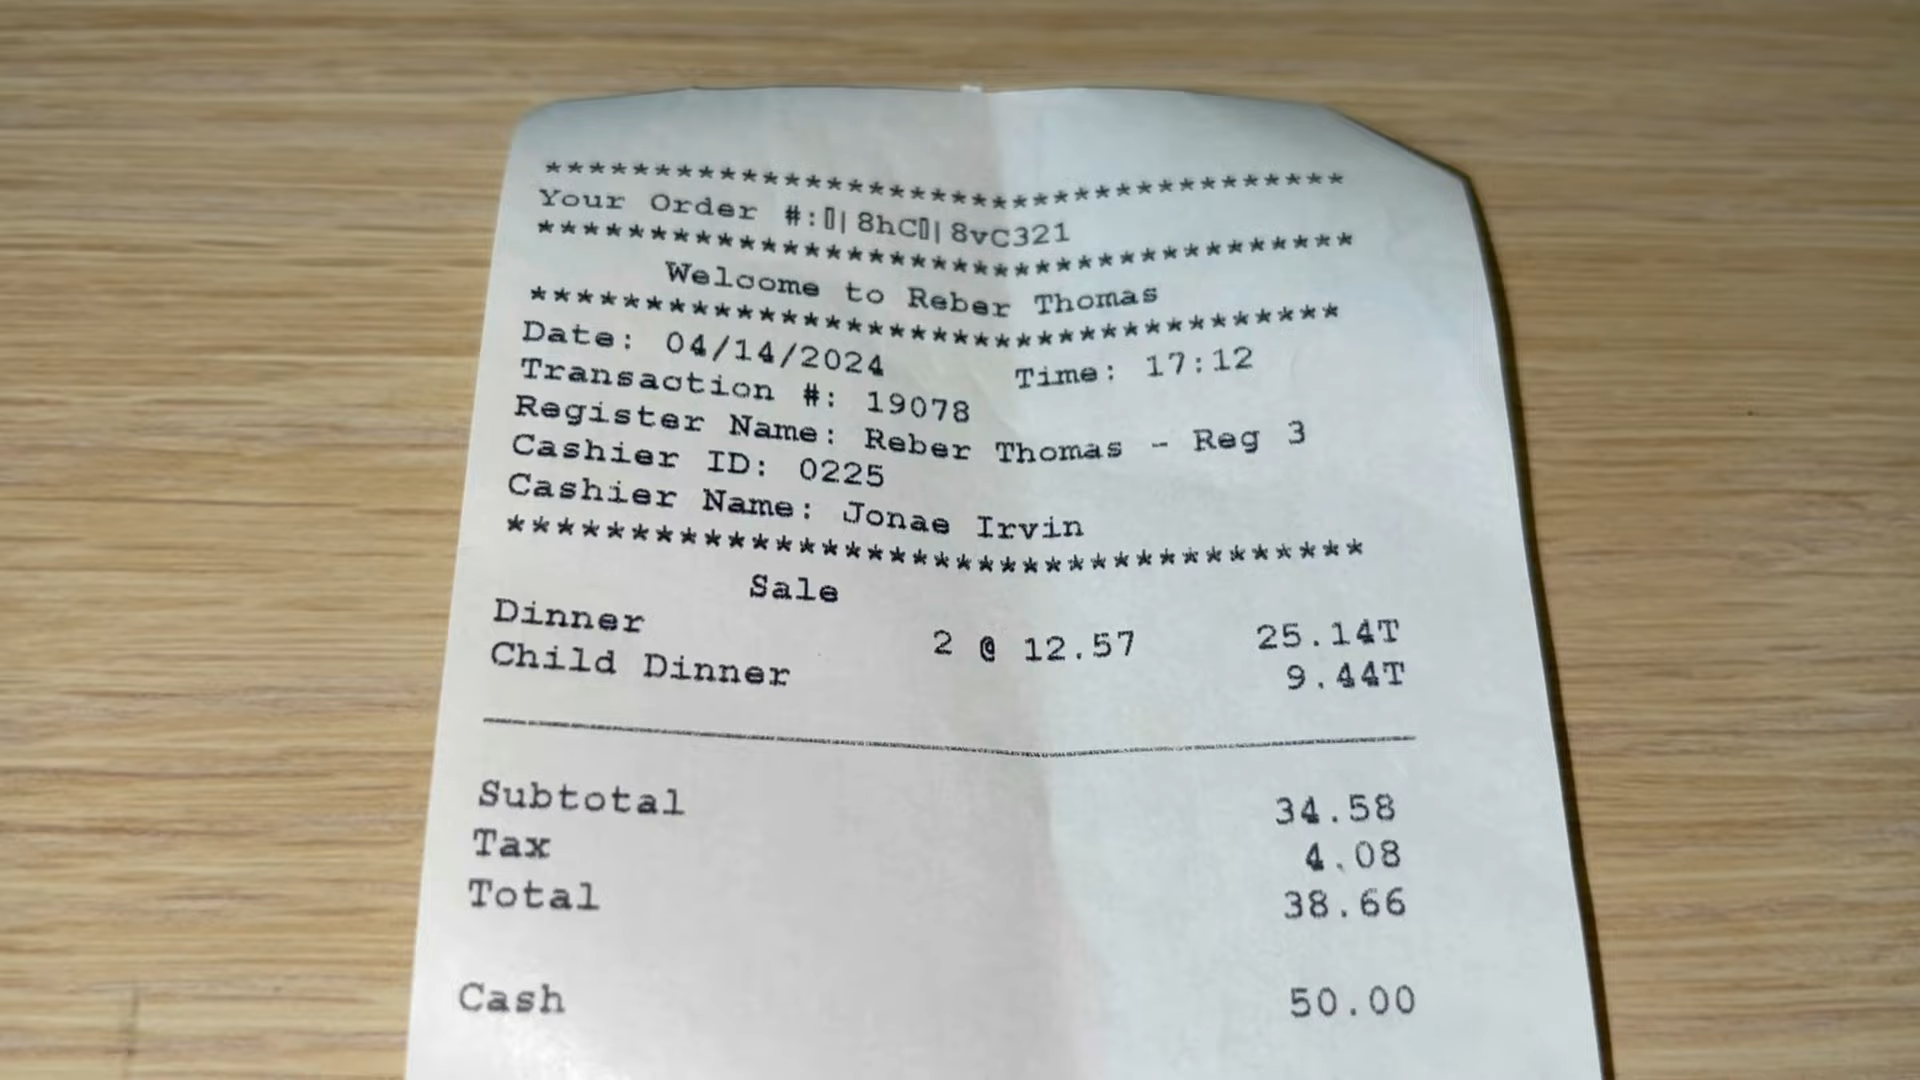 *************************************
Your Order #:▯|8hC▯|8vC321
*************************************
Welcome to Reber Thomas
*************************************
Date: 04/14/2024 Time: 17:12
Transaction #: 19078
Register Name: Reber Thomas - Reg 3
Cashier ID: 0225
Cashier Name: Jonae Irvin
*************************************
Sale
Dinner 2 @ 12.57 25.14T
Child Dinner 9.44T
Subtotal 34.58
Tax 4.08
Total 38.66
Cash 50.00